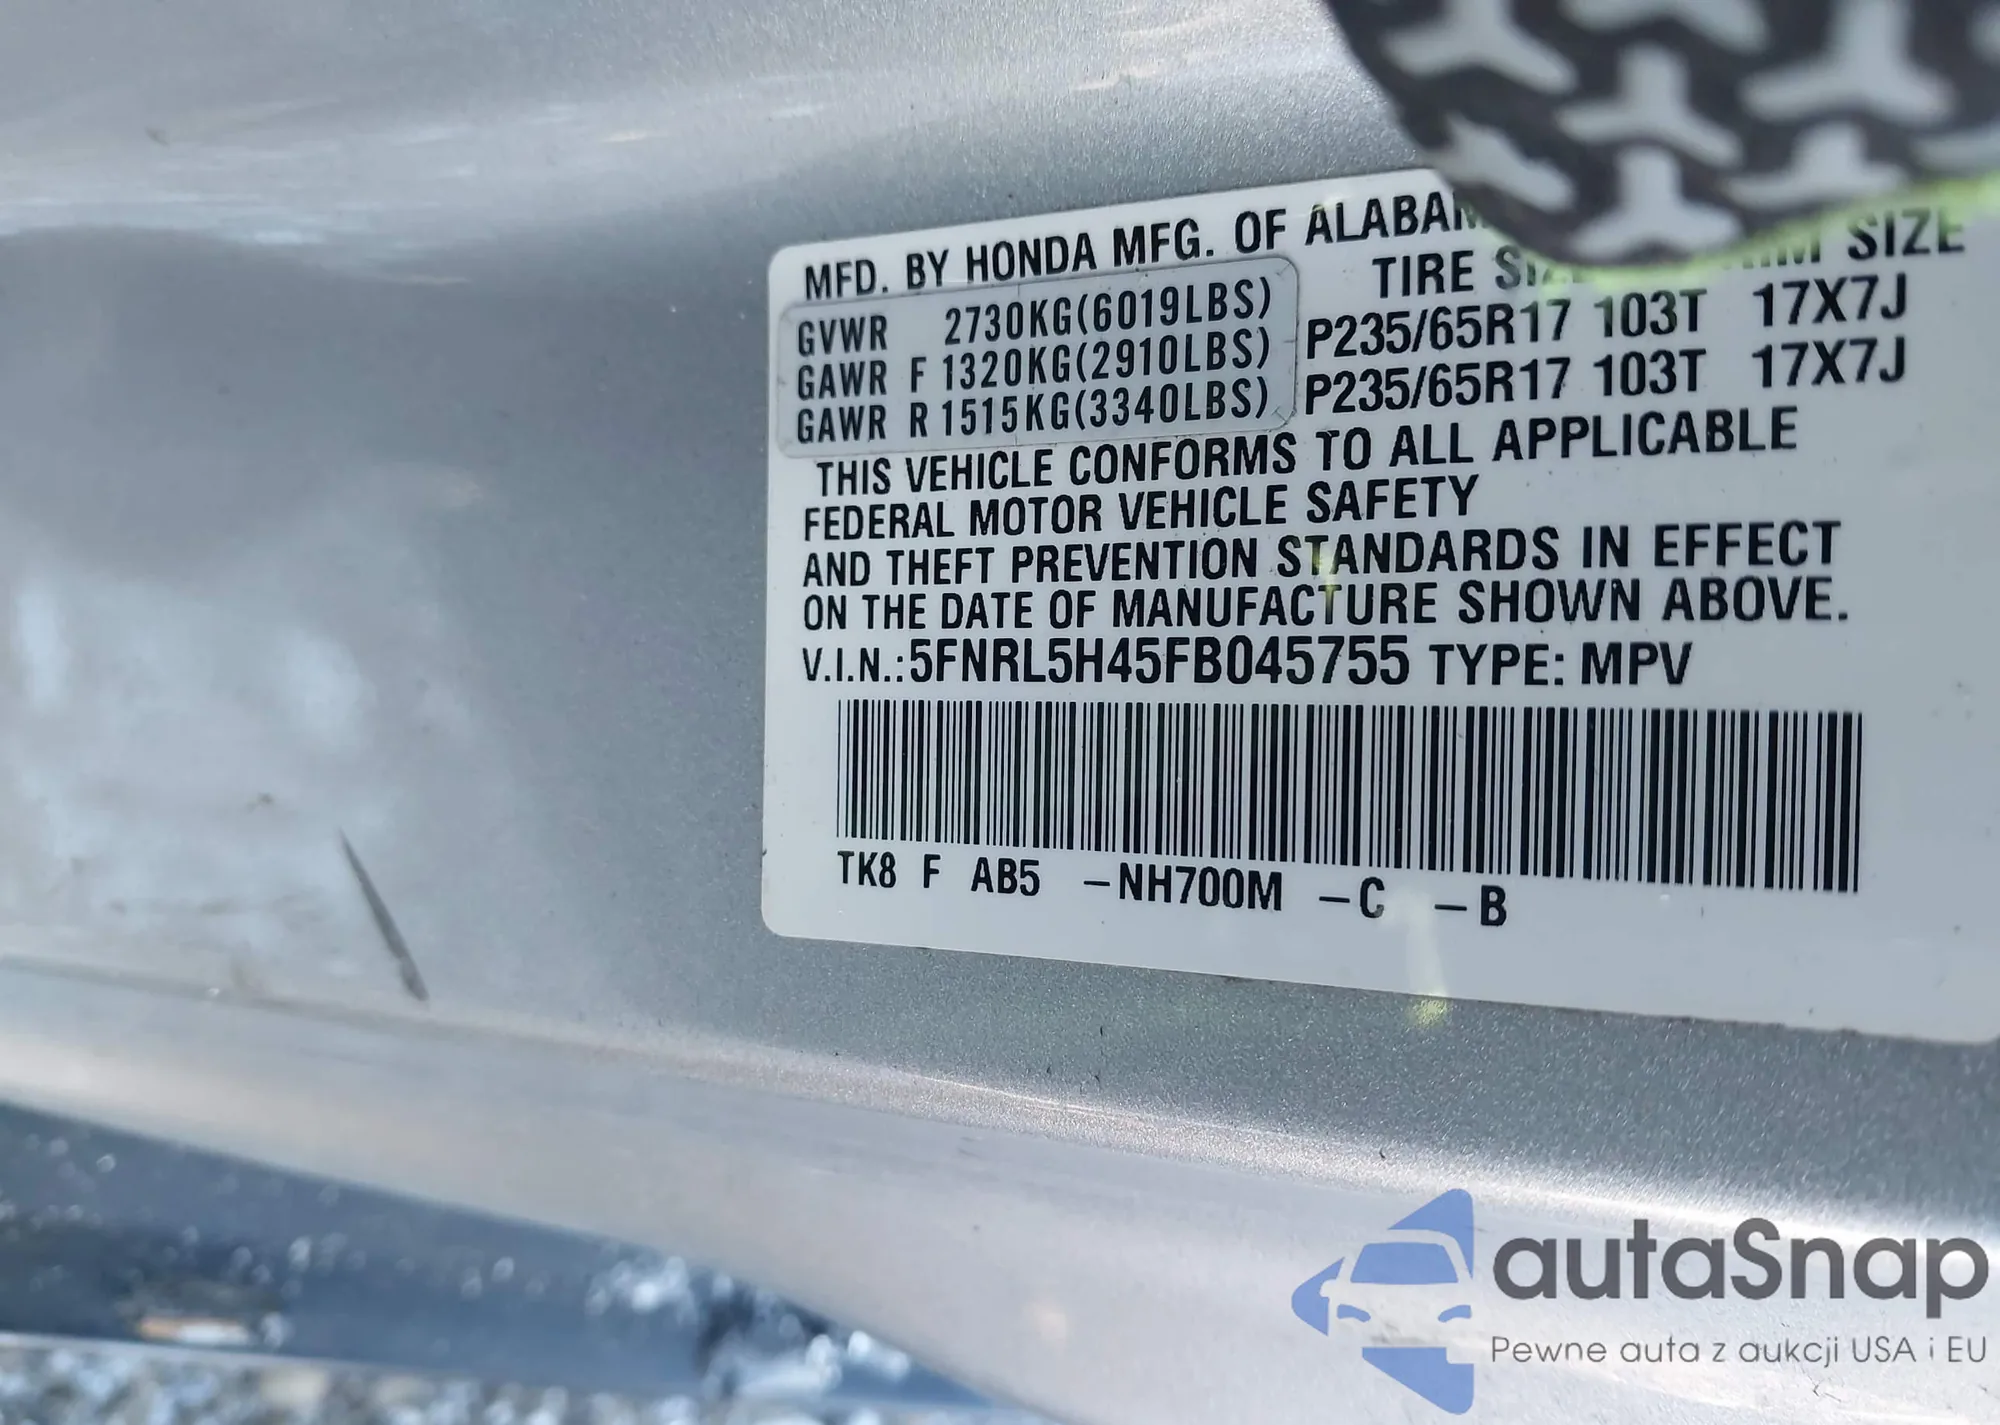 MFD. BY HONDA MFG. OF
TIRE RIM SIZE
GVWR 2730KG(6019LBS) P235/65R17 103T 17X7J
GAWR F 1320KG(2910LBS) P235/65R17 103T 17X7J
GAWR R 1515KG(3340LBS)
THIS VEHICLE CONFORMS TO ALL APPLICABLE
FEDERAL MOTOR VEHICLE SAFETY
AND THEFT PREVENTION STANDARDS IN EFFECT
ON THE DATE OF MANUFACTURE SHOWN ABOVE.
V.I.N.:5FNRL5H45FB045755 TYPE: MPV
TK8 F AB5 -NH700M -C -B
autaSnap
Pewne auta z aukcji USA i EU